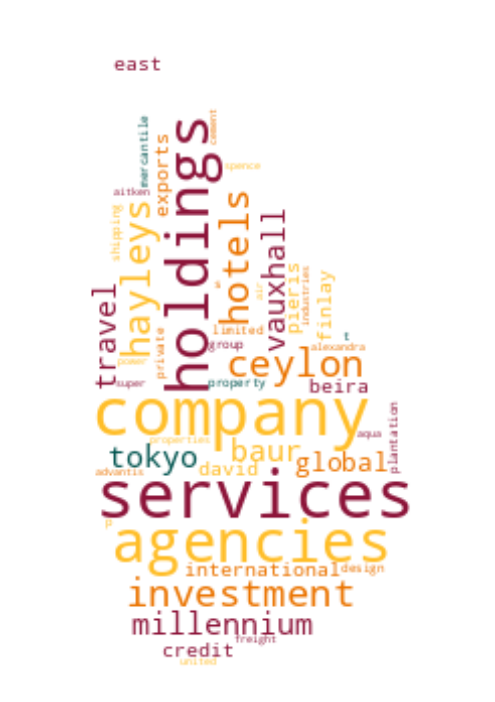 east
holdings
cement
mercantile
exports
spence
aitken
hayleys
shipping
hotels
vauxhall
pieris
industries
finlay
air
s
travel
limited
private
group
t
alexandra
power
ceylon
super
property
beira
company
aqua
plantation
properties
baur
tokyo
david
global
advantis
services
p
agencies
international
design
investment
millennium
freight
credit
united